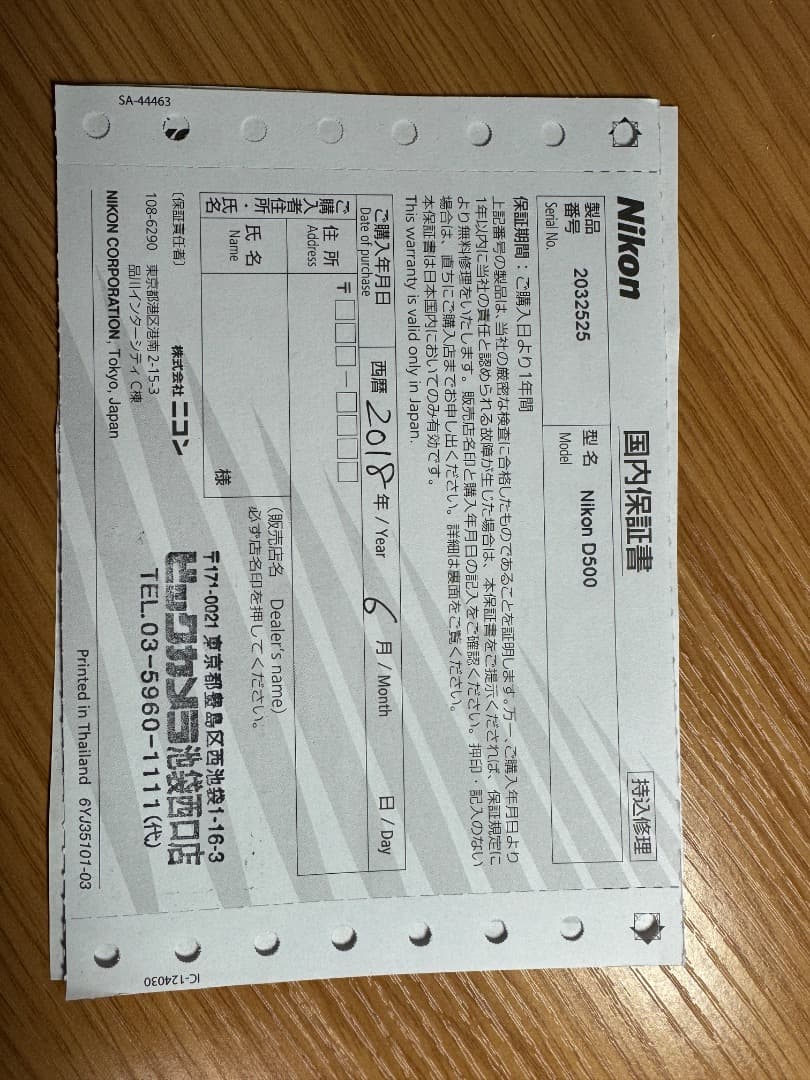 SA-44463
Nikon
国内保証書
持込修理
製品番号
Serial No.
2032525
型名
Model
Nikon D500
保証期間：ご購入日より1年間
上記番号の製品は、当社の厳密な検査に合格したものであることを証明します。万一、ご購入年月日より
1年以内に当社の責任と認められる故障が生じた場合は、本保証書をご提示くだされば、保証規定に
より無料修理をいたします。販売店名印と購入年月日の記入をご確認ください。押印・記入のない
場合は、直ちにご購入店までお申し出ください。詳細は裏面をご覧ください。
本保証書は日本国内においてのみ有効です。
This warranty is valid only in Japan.
ご購入年月日
Date of purchase
西暦 2018 年 / Year 6 月 / Month 日 / Day
ご購入者住所・氏名
住所
Address
〒
氏名
Name
様
(販売店名 Dealer's name)
必ず店名印を押してください。
〒171-0021 東京都豊島区西池袋1-16-3
ビックカメラ池袋西口店
TEL.03-5960-1111(代)
(保証責任者)
株式会社 ニコン
108-6290 東京都港区港南2-15-3
品川インターシティC棟
NIKON CORPORATION, Tokyo, Japan
Printed in Thailand 6YJ35101-03
IC-124030